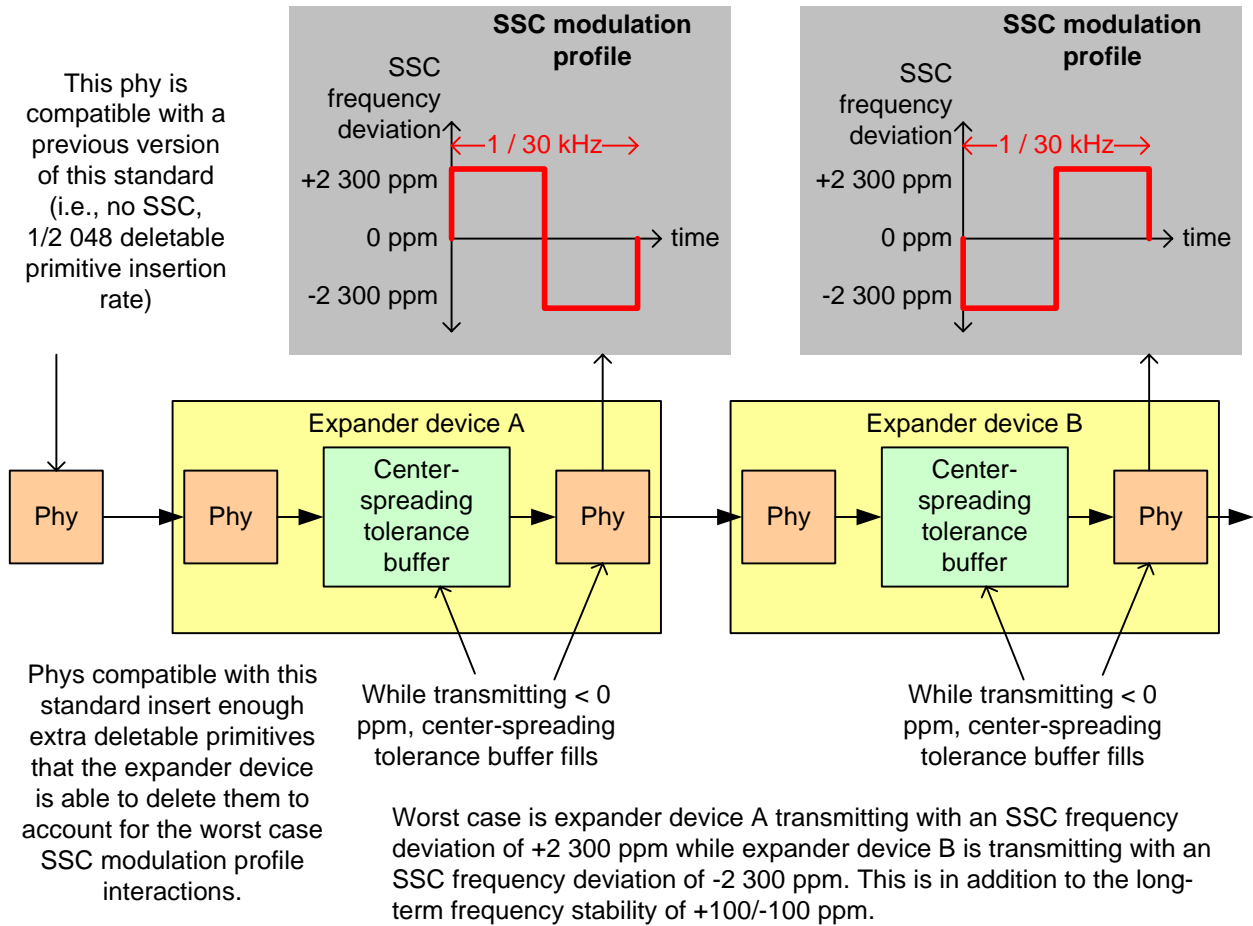 This phy is
compatible with a
previous version
of this standard
(i.e., no SSC,
1/2 048 deletable
primitive insertion
rate)
SSC modulation
profile
SSC
frequency
deviation
1 / 30 kHz
+2 300 ppm
0 ppm
time
-2 300 ppm
SSC modulation
profile
SSC
frequency
deviation
1 / 30 kHz
+2 300 ppm
0 ppm
time
-2 300 ppm
Phy
Expander device A
Phy
Center-
spreading
tolerance
buffer
Phy
Expander device B
Phy
Center-
spreading
tolerance
buffer
Phy
Phys compatible with this
standard insert enough
extra deletable primitives
that the expander device
is able to delete them to
account for the worst case
SSC modulation profile
interactions.
While transmitting < 0
ppm, center-spreading
tolerance buffer fills
While transmitting < 0
ppm, center-spreading
tolerance buffer fills
Worst case is expander device A transmitting with an SSC frequency
deviation of +2 300 ppm while expander device B is transmitting with an
SSC frequency deviation of -2 300 ppm. This is in addition to the long-
term frequency stability of +100/-100 ppm.